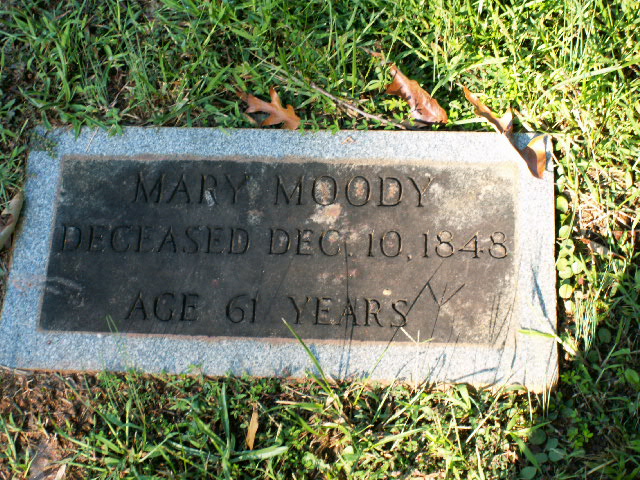 MARY MOODY
DECEASED DEC. 10, 1848
AGE 61 YEARS